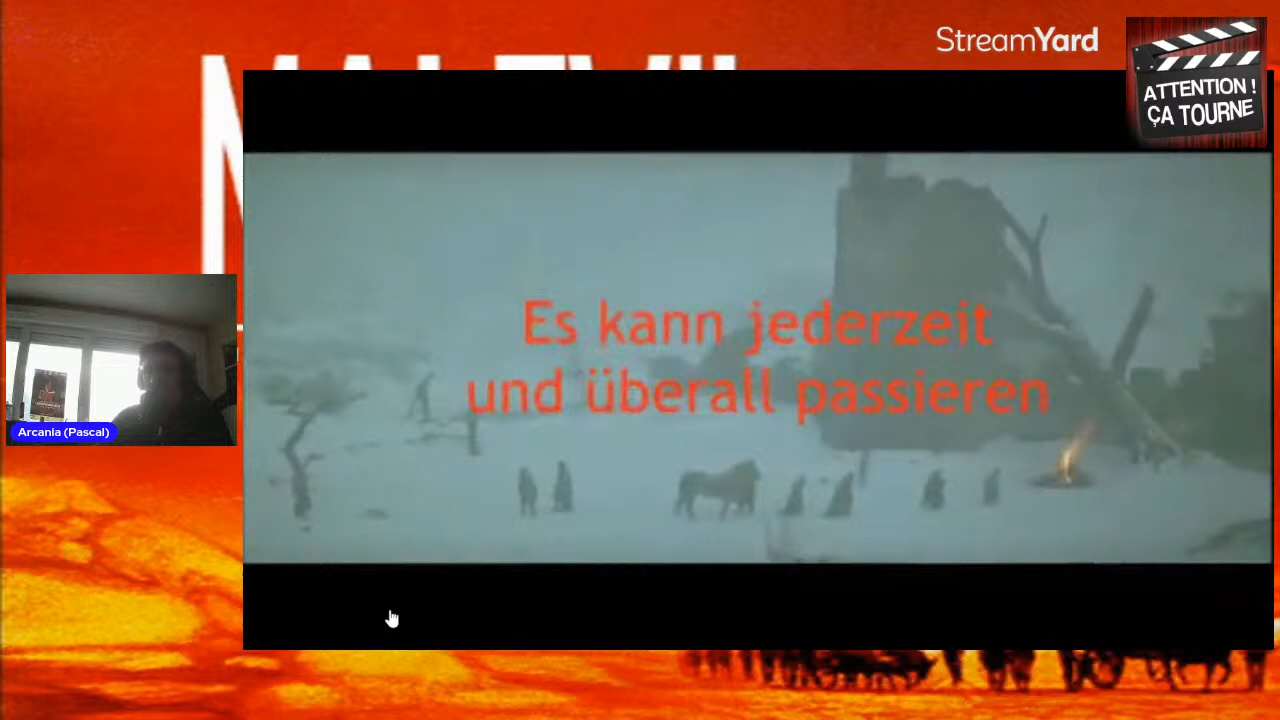 StreamYard
ATTENTION !
ÇA TOURNE
Es kann jederzeit
und überall passieren
Arcania (Pascal)